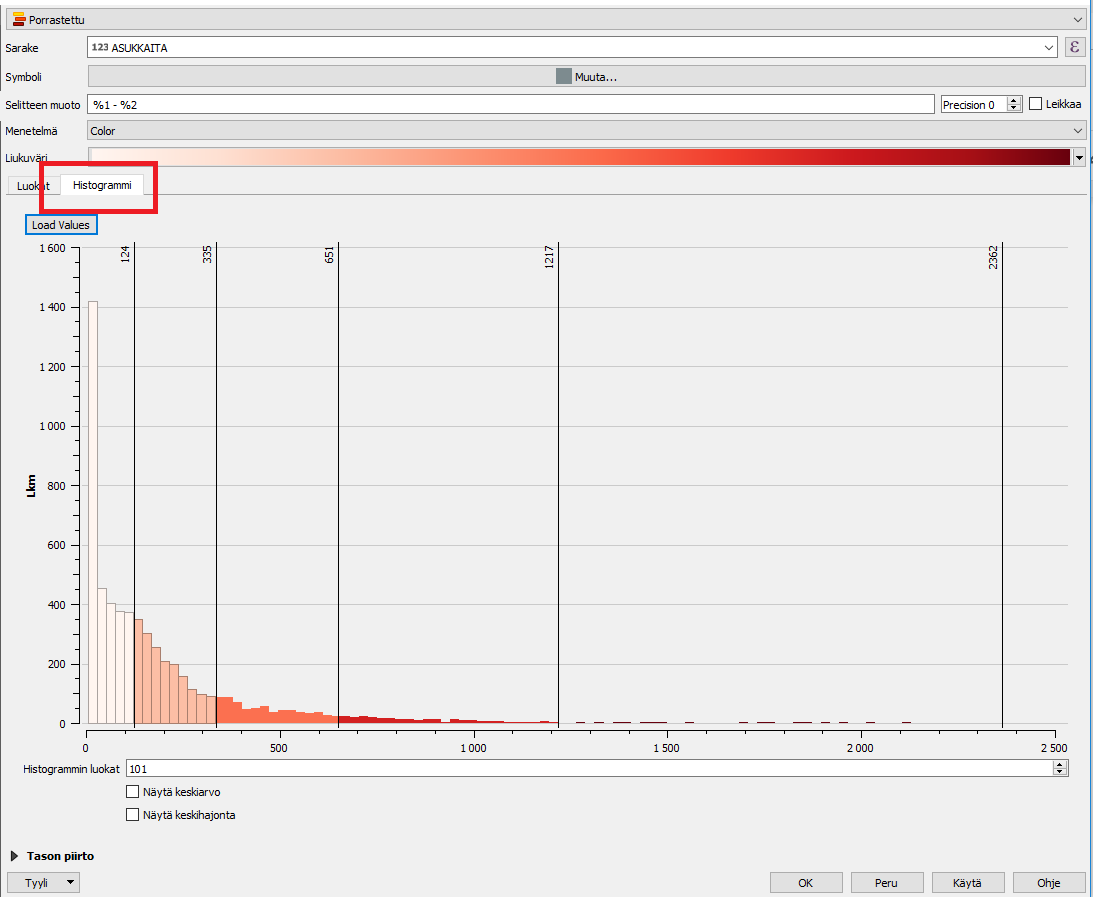 Porrastettu
Sarake 123 ASUKKAITA ε
Symboli Muuta...
Selitteen muoto %1 - %2 Precision 0 Leikkaa
Menetelmä Color
Liukuväri
Luokat Histogrammi
Load Values
124 335 651 1217 2362
1 600
1 400
1 200
1 000
800
600
400
200
0
Lkm
0 500 1 000 1 500 2 000 2 500
Histogrammin luokat 101
Näytä keskiarvo
Näytä keskihajonta
Tason piirto
Tyyli OK Peru Käytä Ohje